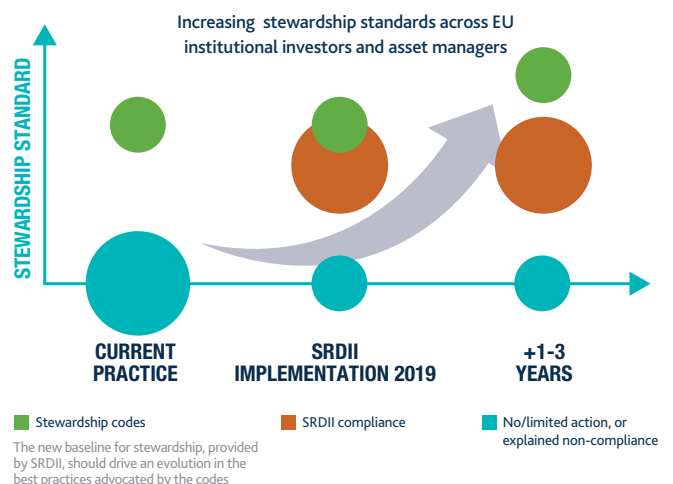 Increasing stewardship standards across EU
institutional investors and asset managers
STEWARDSHIP STANDARD
CURRENT
PRACTICE
SRDII
IMPLEMENTATION 2019
+1-3
YEARS
Stewardship codes
The new baseline for stewardship, provided
by SRDII, should drive an evolution in the
best practices advocated by the codes
SRDII compliance
No/limited action, or
explained non-compliance